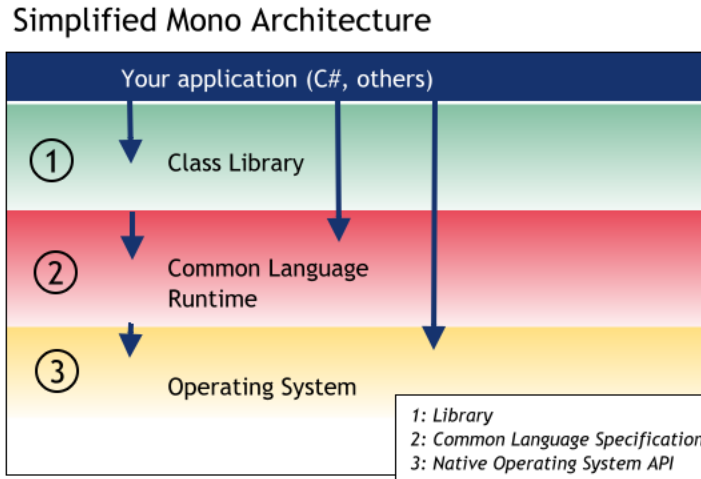 Simplified Mono Architecture
Your application (C#, others)
1
Class Library
2
Common Language
Runtime
3
Operating System
1: Library
2: Common Language Specification
3: Native Operating System API